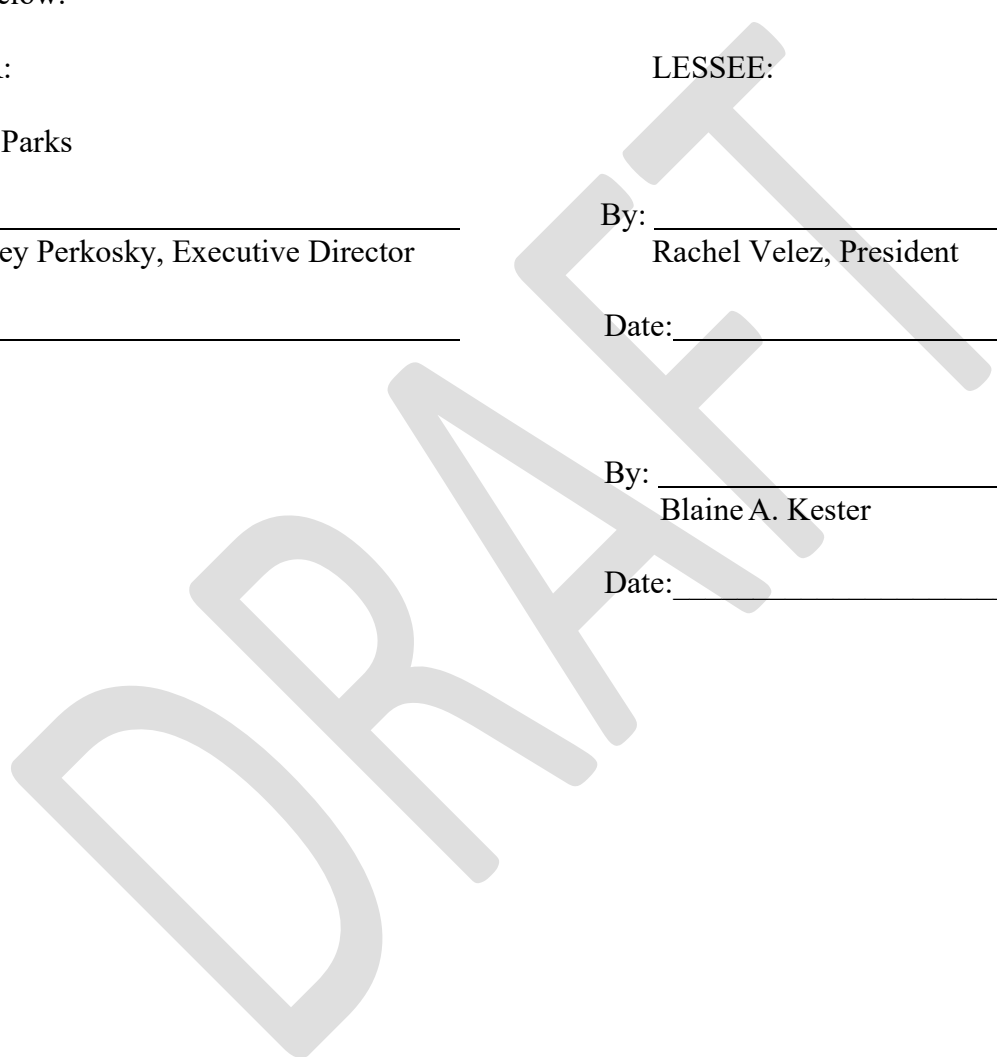 elow.
:
Parks
ey Perkosky, Executive Director
LESSEE:
By:
Rachel Velez, President
Date:
By:
Blaine A. Kester
Date:
DRAFT